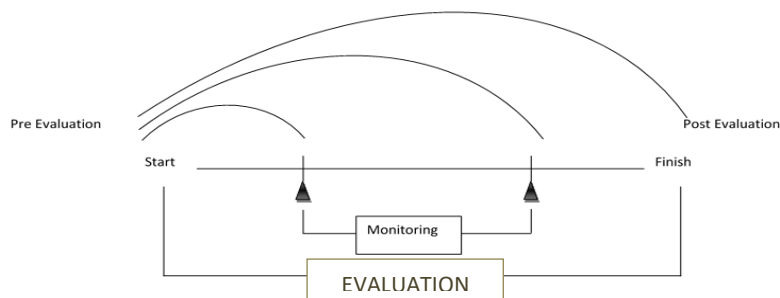 Pre Evaluation
Post Evaluation
Start
Finish
Monitoring
EVALUATION